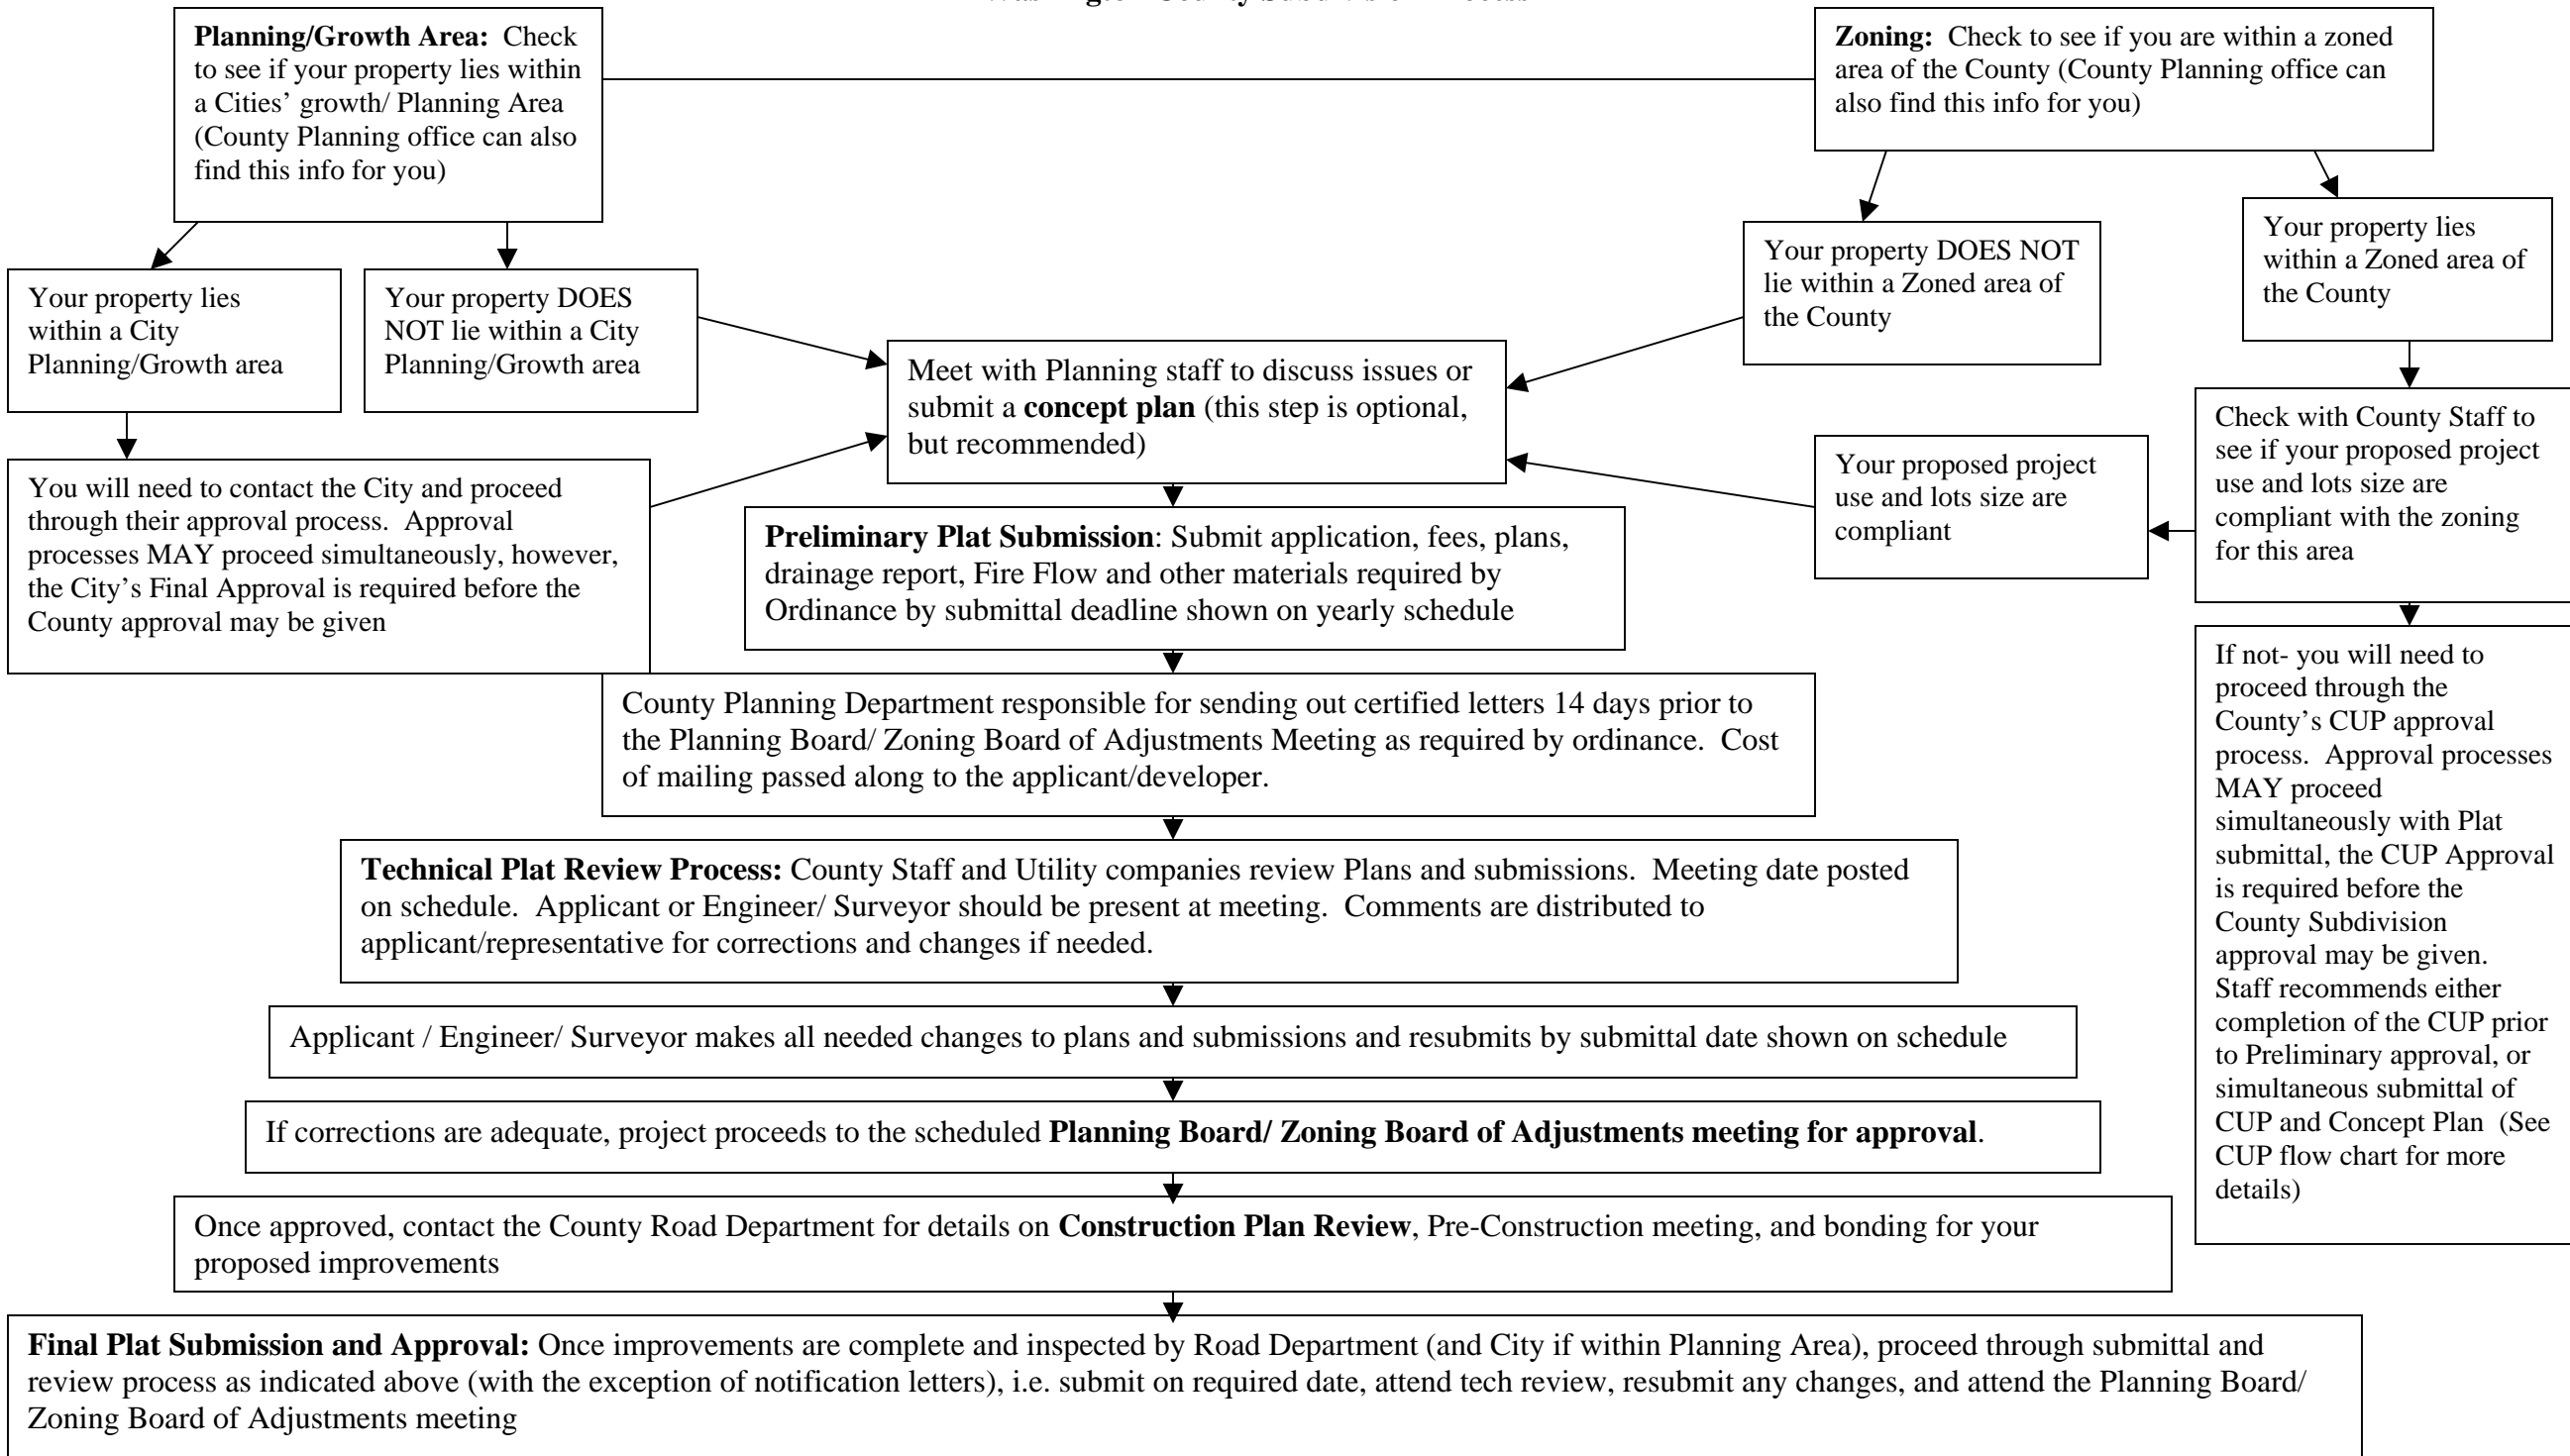 Washington County Subdivision Process
Planning/Growth Area: Check
to see if your property lies within
a Cities’ growth/ Planning Area
(County Planning office can also
find this info for you)
Zoning: Check to see if you are within a zoned
area of the County (County Planning office can
also find this info for you)
Your property lies
within a City
Planning/Growth area
Your property DOES
NOT lie within a City
Planning/Growth area
Your property DOES NOT
lie within a Zoned area of
the County
Your property lies
within a Zoned area of
the County
Meet with Planning staff to discuss issues or
submit a concept plan (this step is optional,
but recommended)
Check with County Staff to
see if your proposed project
use and lots size are
compliant with the zoning
for this area
Your proposed project
use and lots size are
compliant
You will need to contact the City and proceed
through their approval process. Approval
processes MAY proceed simultaneously, however,
the City’s Final Approval is required before the
County approval may be given
Preliminary Plat Submission: Submit application, fees, plans,
drainage report, Fire Flow and other materials required by
Ordinance by submittal deadline shown on yearly schedule
If not- you will need to
proceed through the
County’s CUP approval
process. Approval processes
MAY proceed
simultaneously with Plat
submittal, the CUP Approval
is required before the
County Subdivision
approval may be given.
Staff recommends either
completion of the CUP prior
to Preliminary approval, or
simultaneous submittal of
CUP and Concept Plan (See
CUP flow chart for more
details)
County Planning Department responsible for sending out certified letters 14 days prior to
the Planning Board/ Zoning Board of Adjustments Meeting as required by ordinance. Cost
of mailing passed along to the applicant/developer.
Technical Plat Review Process: County Staff and Utility companies review Plans and submissions. Meeting date posted
on schedule. Applicant or Engineer/ Surveyor should be present at meeting. Comments are distributed to
applicant/representative for corrections and changes if needed.
Applicant / Engineer/ Surveyor makes all needed changes to plans and submissions and resubmits by submittal date shown on schedule
If corrections are adequate, project proceeds to the scheduled Planning Board/ Zoning Board of Adjustments meeting for approval.
Once approved, contact the County Road Department for details on Construction Plan Review, Pre-Construction meeting, and bonding for your
proposed improvements
Final Plat Submission and Approval: Once improvements are complete and inspected by Road Department (and City if within Planning Area), proceed through submittal and
review process as indicated above (with the exception of notification letters), i.e. submit on required date, attend tech review, resubmit any changes, and attend the Planning Board/
Zoning Board of Adjustments meeting